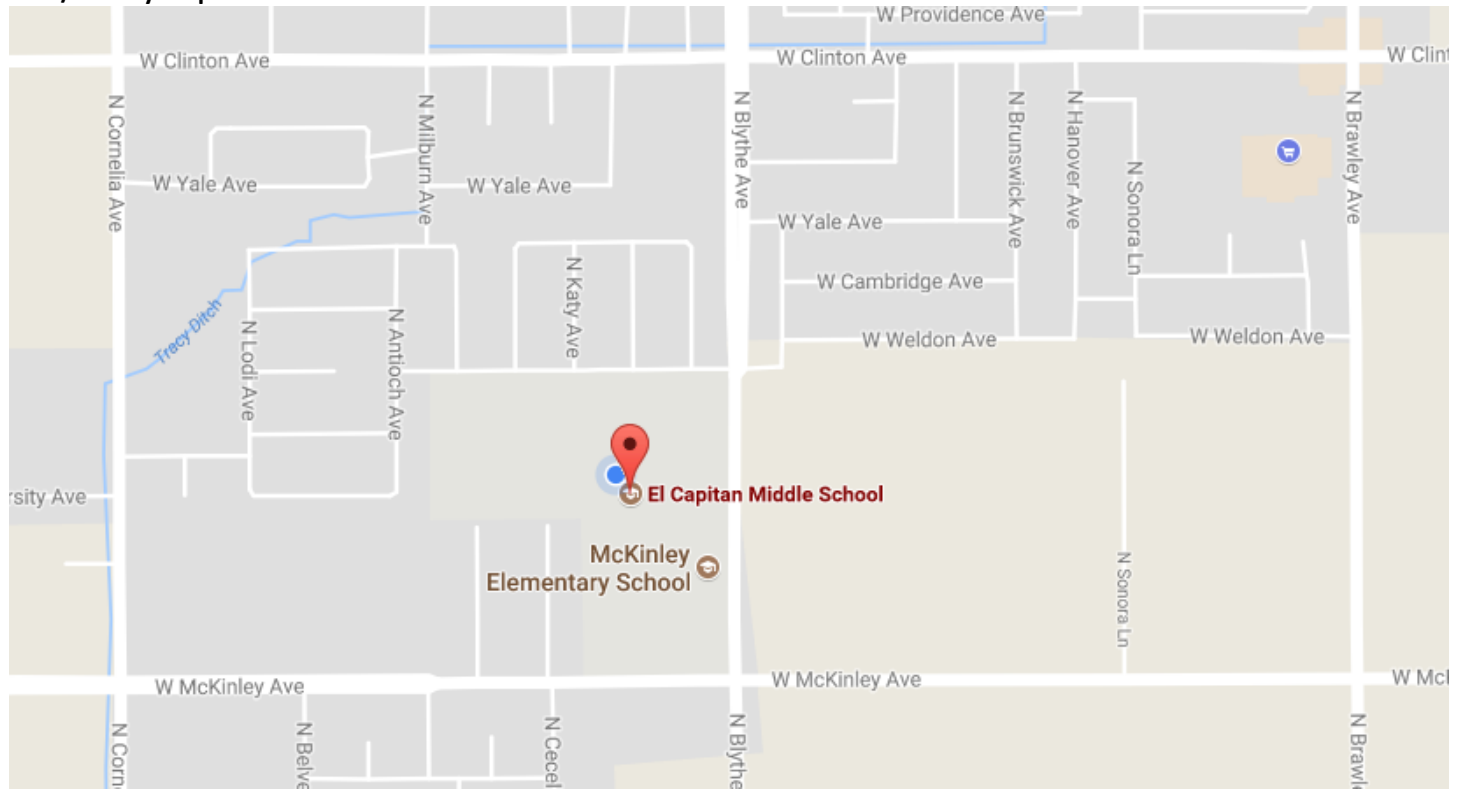 W Providence Ave
W Clinton Ave
W Clinton Ave
W Clin
N Cornelia Ave
N Milburn Ave
N Blythe Ave
N Brunswick Ave
N Hanover Ave
N Sonora Ln
N Brawley Ave
W Yale Ave
W Yale Ave
W Yale Ave
W Cambridge Ave
N Katy Ave
Tracy Ditch
N Lodi Ave
N Antioch Ave
W Weldon Ave
W Weldon Ave
rsity Ave
El Capitan Middle School
McKinley
Elementary School
N Sonora Ln
W McKinley Ave
W McKinley Ave
W McI
N Corn
N Belve
N Cecel
N Blythe
N Brawl